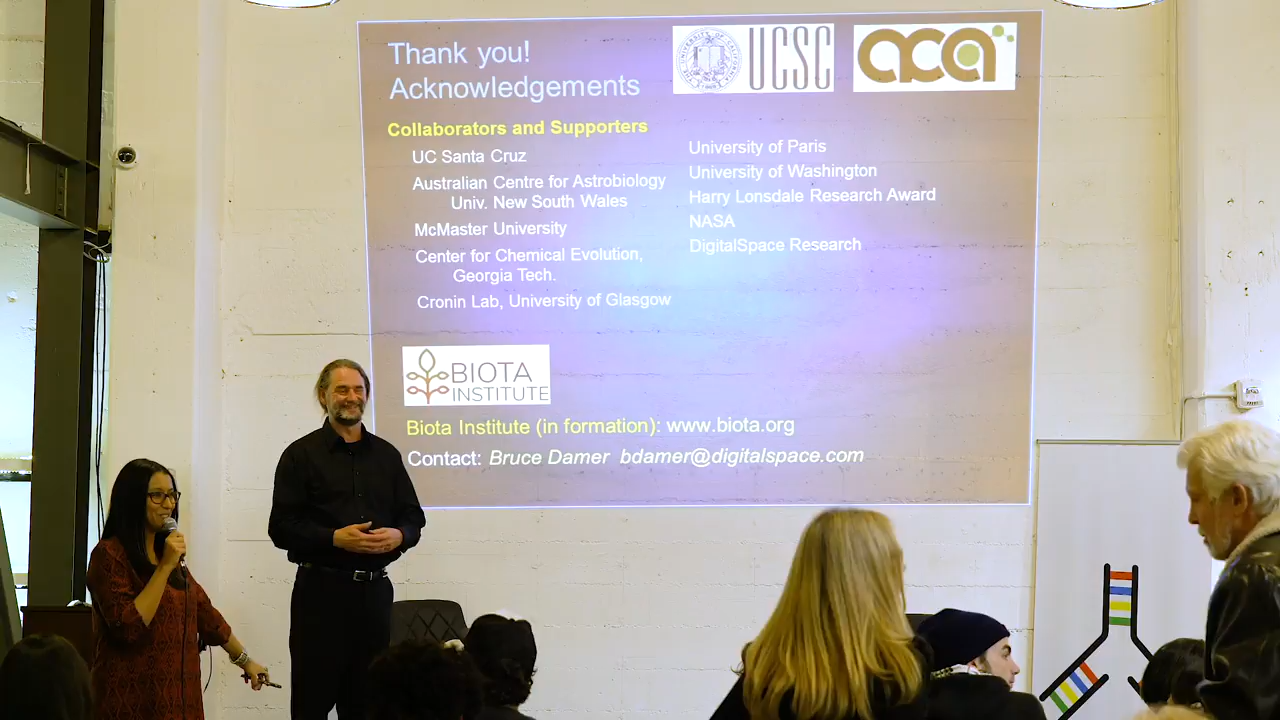 Thank you!
Acknowledgements
UCSC
aca
Collaborators and Supporters
UC Santa Cruz
Australian Centre for Astrobiology
Univ. New South Wales
McMaster University
Center for Chemical Evolution,
Georgia Tech.
Cronin Lab, University of Glasgow
University of Paris
University of Washington
Harry Lonsdale Research Award
NASA
DigitalSpace Research
BIOTA
INSTITUTE
Biota Institute (in formation): www.biota.org
Contact: Bruce Damer bdamer@digitalspace.com